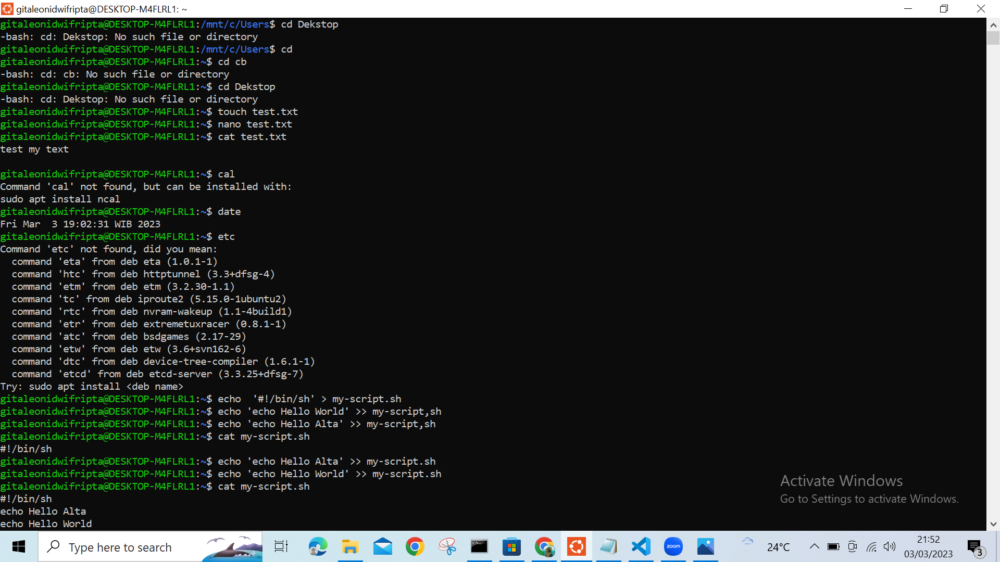 gitaleonidwifripta@DESKTOP-M4FLRL1: ~
gitaleonidwifripta@DESKTOP-M4FLRL1:/mnt/c/Users$ cd Dekstop
-bash: cd: Dekstop: No such file or directory
gitaleonidwifripta@DESKTOP-M4FLRL1:/mnt/c/Users$ cd
gitaleonidwifripta@DESKTOP-M4FLRL1:~$ cd cb
-bash: cd: cb: No such file or directory
gitaleonidwifripta@DESKTOP-M4FLRL1:~$ cd Dekstop
-bash: cd: Dekstop: No such file or directory
gitaleonidwifripta@DESKTOP-M4FLRL1:~$ touch test.txt
gitaleonidwifripta@DESKTOP-M4FLRL1:~$ nano test.txt
gitaleonidwifripta@DESKTOP-M4FLRL1:~$ cat test.txt
test my text
gitaleonidwifripta@DESKTOP-M4FLRL1:~$ cal
Command 'cal' not found, but can be installed with:
sudo apt install ncal
gitaleonidwifripta@DESKTOP-M4FLRL1:~$ date
Fri Mar  3 19:02:31 WIB 2023
gitaleonidwifripta@DESKTOP-M4FLRL1:~$ etc
Command 'etc' not found, did you mean:
  command 'eta' from deb eta (1.0.1-1)
  command 'htc' from deb httptunnel (3.3+dfsg-4)
  command 'etm' from deb etm (3.2.30-1.1)
  command 'tc' from deb iproute2 (5.15.0-1ubuntu2)
  command 'rtc' from deb nvram-wakeup (1.1-4build1)
  command 'etr' from deb extremetuxracer (0.8.1-1)
  command 'atc' from deb bsdgames (2.17-29)
  command 'etw' from deb etw (3.6+svn162-6)
  command 'dtc' from deb device-tree-compiler (1.6.1-1)
  command 'etcd' from deb etcd-server (3.3.25+dfsg-7)
Try: sudo apt install <deb name>
gitaleonidwifripta@DESKTOP-M4FLRL1:~$ echo  '#!/bin/sh' > my-script.sh
gitaleonidwifripta@DESKTOP-M4FLRL1:~$ echo 'echo Hello World' >> my-script,sh
gitaleonidwifripta@DESKTOP-M4FLRL1:~$ echo 'echo Hello Alta' >> my-script,sh
gitaleonidwifripta@DESKTOP-M4FLRL1:~$ cat my-script.sh
#!/bin/sh
gitaleonidwifripta@DESKTOP-M4FLRL1:~$ echo 'echo Hello Alta' >> my-script.sh
gitaleonidwifripta@DESKTOP-M4FLRL1:~$ echo 'echo Hello World' >> my-script.sh
gitaleonidwifripta@DESKTOP-M4FLRL1:~$ cat my-script.sh
#!/bin/sh
echo Hello Alta
echo Hello World
Activate Windows
Go to Settings to activate Windows.
Type here to search
zoom
24°C
21:52
03/03/2023
3